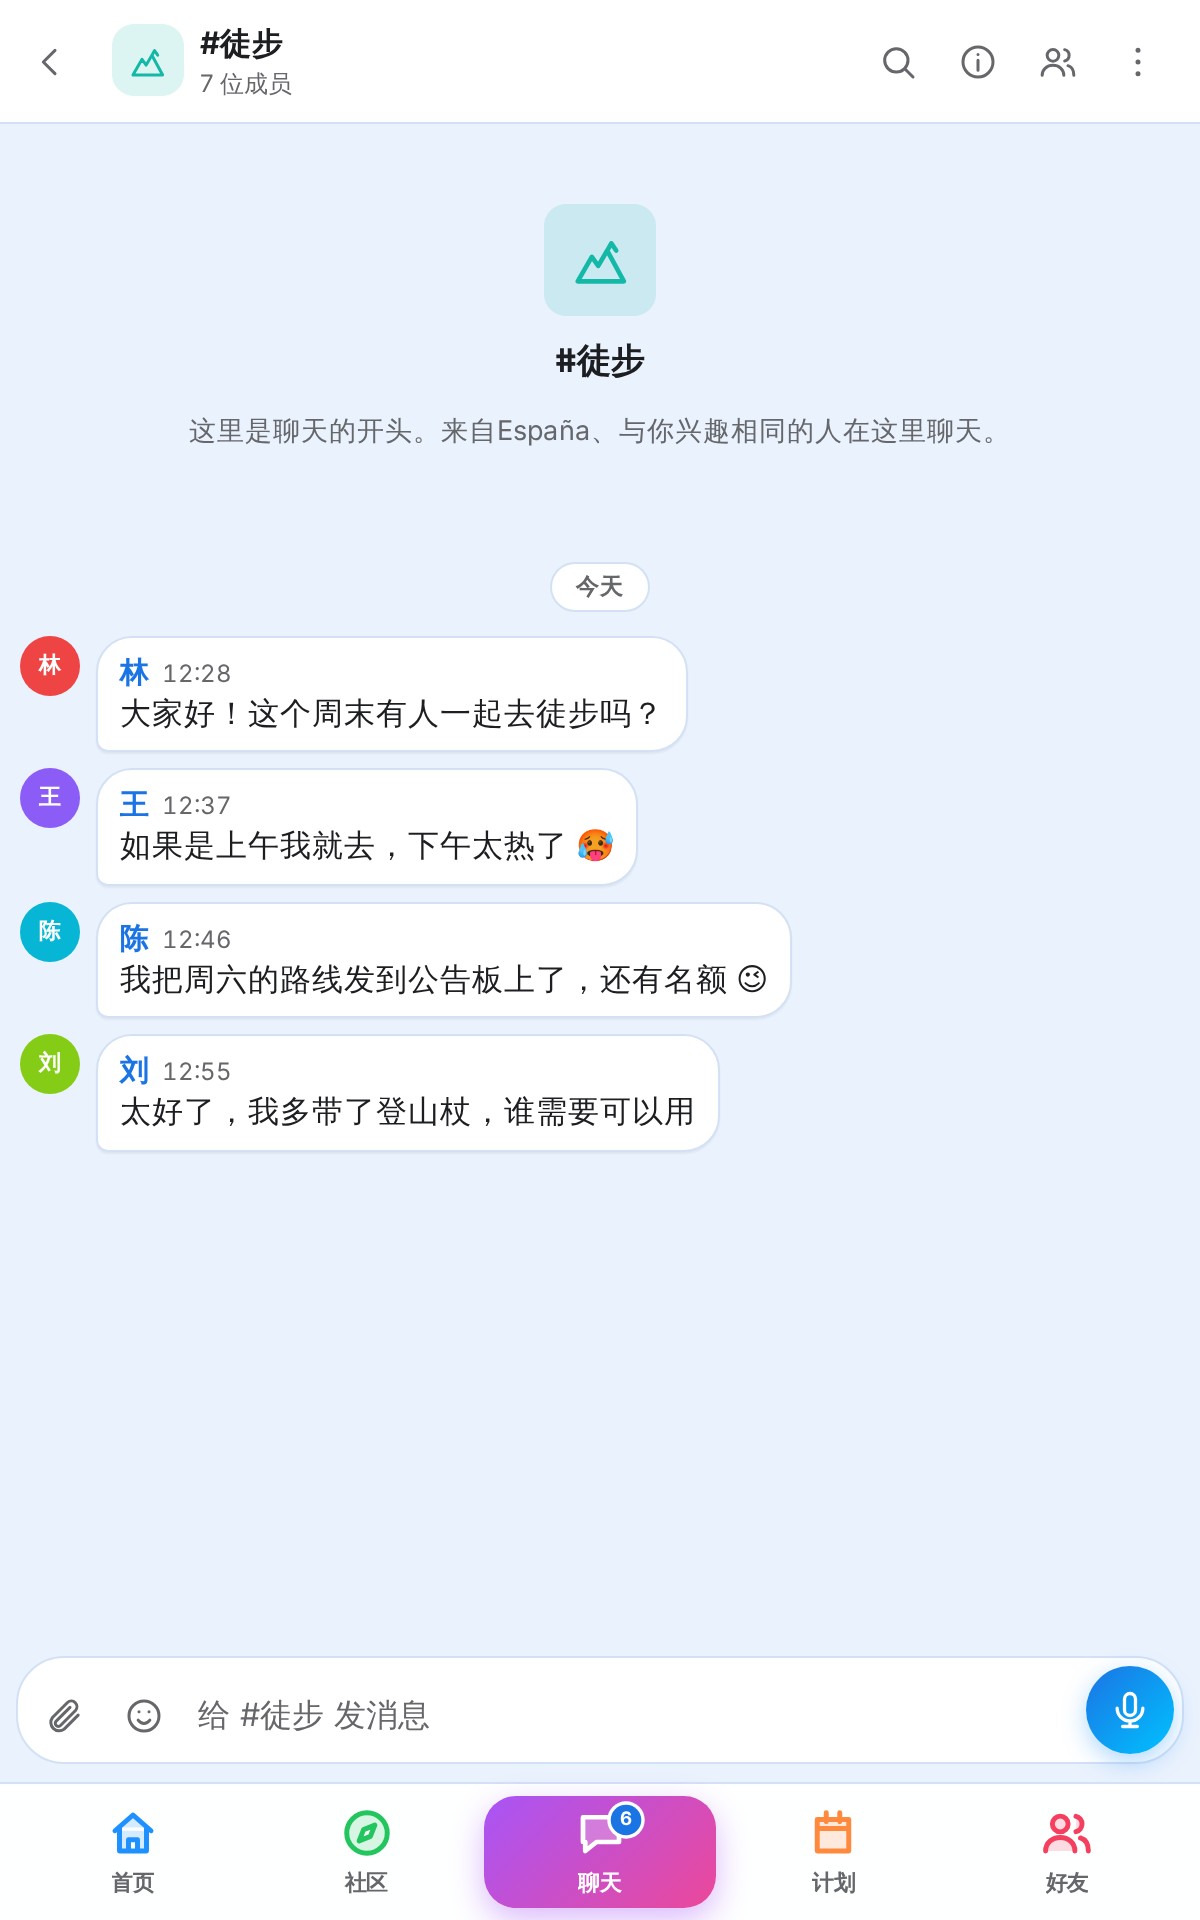 #徒步
7 位成员
#徒步
这里是聊天的开头。来自España、与你兴趣相同的人在这里聊天。
今天
林
林 12:28
大家好！这个周末有人一起去徒步吗？
王
王 12:37
如果是上午我就去，下午太热了 🥵
陈
陈 12:46
我把周六的路线发到公告板上了，还有名额 😉
刘
刘 12:55
太好了，我多带了登山杖，谁需要可以用
给 #徒步 发消息
6
首页 社区 聊天 计划 好友